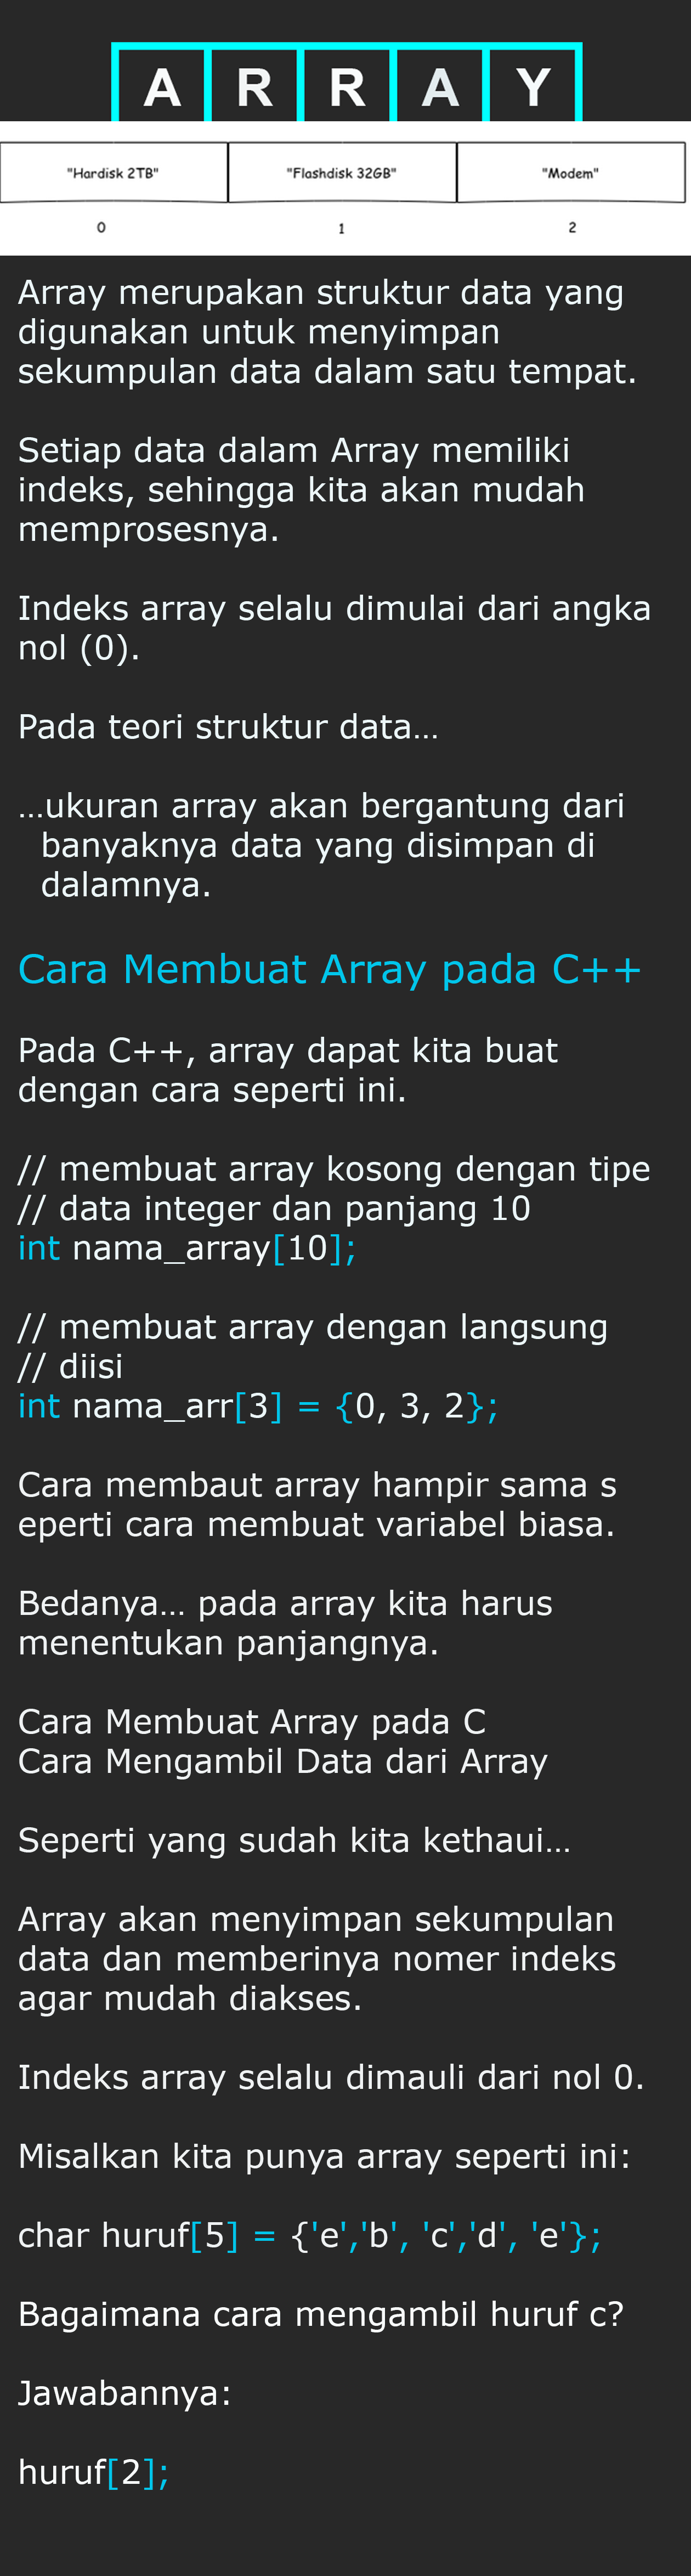 ARRAY
"Hardisk 2TB" "Flashdisk 32GB" "Modem"
0 1 2
Array merupakan struktur data yang
digunakan untuk menyimpan
sekumpulan data dalam satu tempat.
Setiap data dalam Array memiliki
indeks, sehingga kita akan mudah
memprosesnya.
Indeks array selalu dimulai dari angka
nol (0).
Pada teori struktur data…
…ukuran array akan bergantung dari
banyaknya data yang disimpan di
dalamnya.
Cara Membuat Array pada C++
Pada C++, array dapat kita buat
dengan cara seperti ini.
// membuat array kosong dengan tipe
// data integer dan panjang 10
int nama_array[10];
// membuat array dengan langsung
// diisi
int nama_arr[3] = {0, 3, 2};
Cara membaut array hampir sama s
eperti cara membuat variabel biasa.
Bedanya… pada array kita harus
menentukan panjangnya.
Cara Membuat Array pada C
Cara Mengambil Data dari Array
Seperti yang sudah kita kethaui…
Array akan menyimpan sekumpulan
data dan memberinya nomer indeks
agar mudah diakses.
Indeks array selalu dimauli dari nol 0.
Misalkan kita punya array seperti ini:
char huruf[5] = {'e','b', 'c','d', 'e'};
Bagaimana cara mengambil huruf c?
Jawabannya:
huruf[2];